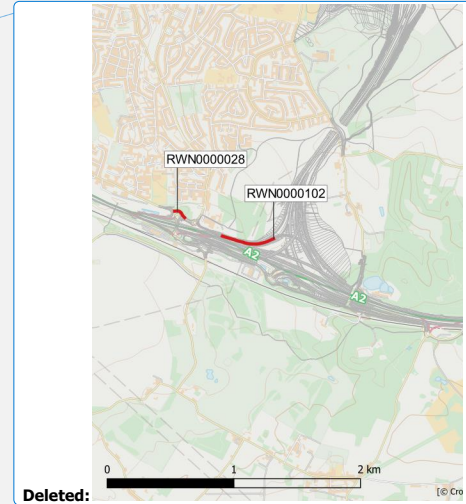 RWN0000028
RWN0000102
A2
A2
0 1 2 km
[© Cro
Deleted: